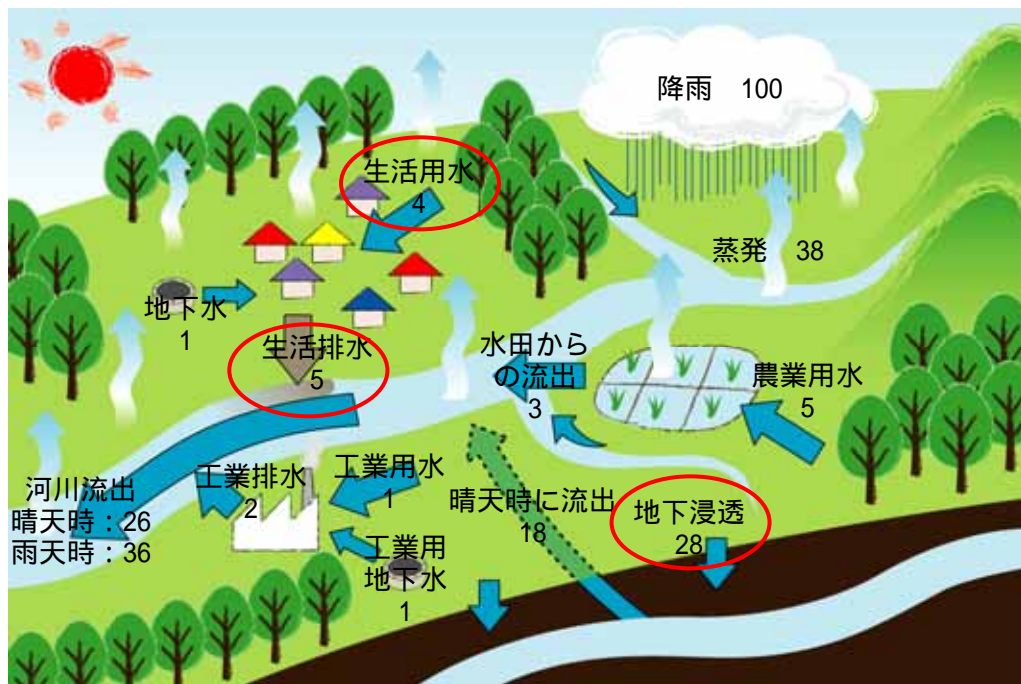 降雨 100
生活用水
4
蒸発 38
地下水
1
生活排水
5
水田から
の流出
3
農業用水
5
河川流出
晴天時：26
雨天時：36
工業排水
2
工業用水
1
晴天時に流出
18
地下浸透
28
工業用
地下水
1